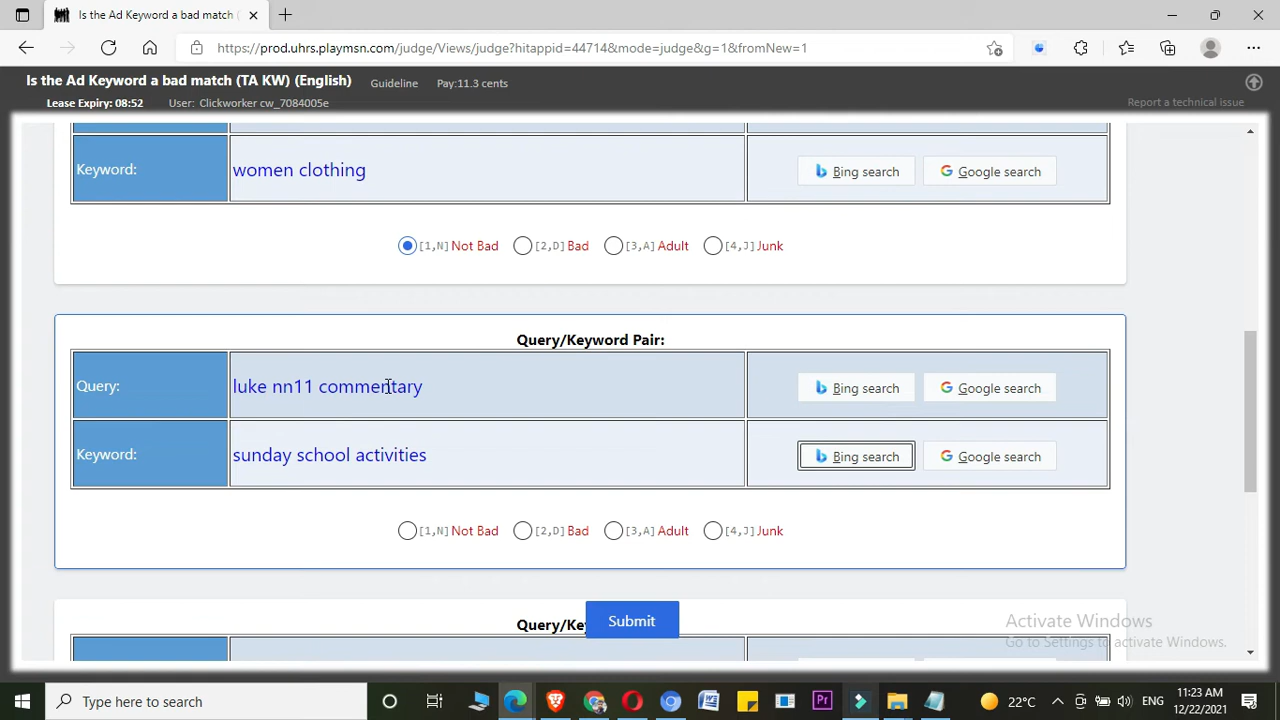 Is the Ad Keyword a bad match (
https://prod.uhrs.playmsn.com/judge/Views/judge?hitappid=44714&mode=judge&g=1&fromNew=1
Is the Ad Keyword a bad match (TA KW) (English) Guideline Pay:11.3 cents
Lease Expiry: 08:52 User: Clickworker cw_7084005e Report a technical issue
Keyword: women clothing Bing search Google search
[1,N] Not Bad [2,D] Bad [3,A] Adult [4,J] Junk
Query/Keyword Pair:
Query: luke nn11 commentary Bing search Google search
Keyword: sunday school activities Bing search Google search
[1,N] Not Bad [2,D] Bad [3,A] Adult [4,J] Junk
Query/Ke
Submit
Activate Windows
Go to Settings to activate Windows.
Type here to search 22°C ENG 11:23 AM
12/22/2021